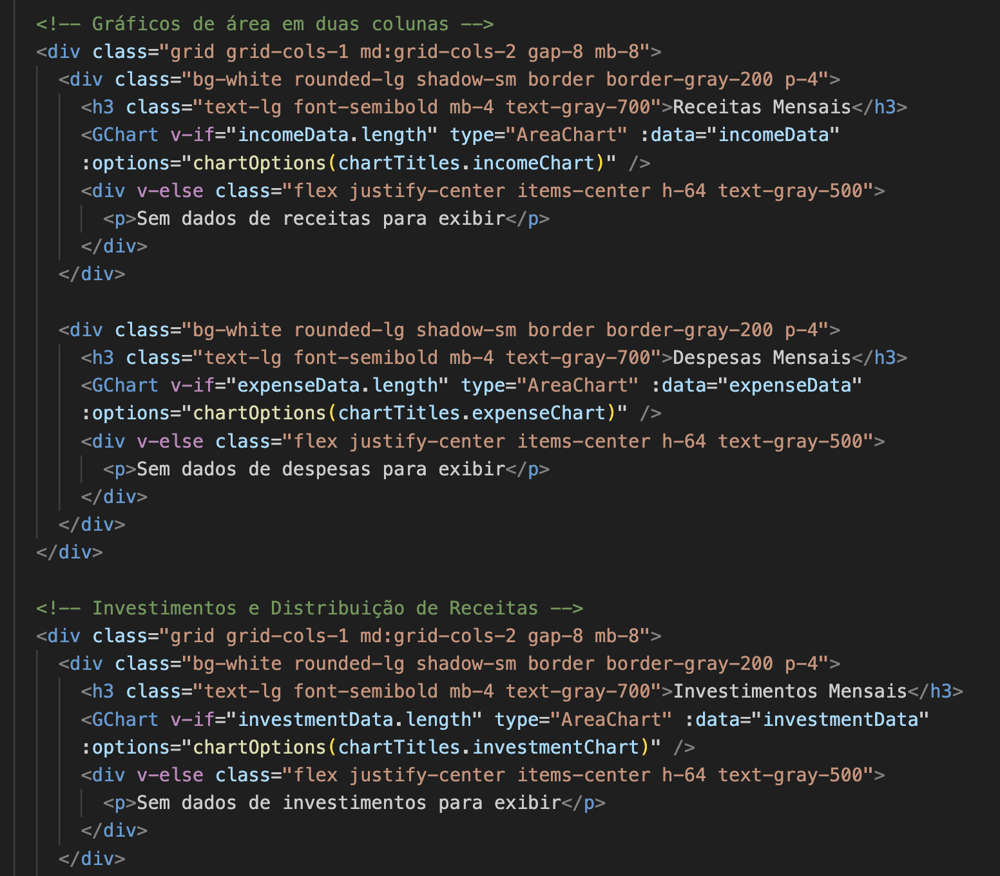 <!-- Gráficos de área em duas colunas -->
<div class="grid grid-cols-1 md:grid-cols-2 gap-8 mb-8">
<div class="bg-white rounded-lg shadow-sm border border-gray-200 p-4">
<h3 class="text-lg font-semibold mb-4 text-gray-700">Receitas Mensais</h3>
<GChart v-if="incomeData.length" type="AreaChart" :data="incomeData"
:options="chartOptions(chartTitles.incomeChart)" />
<div v-else class="flex justify-center items-center h-64 text-gray-500">
<p>Sem dados de receitas para exibir</p>
</div>
</div>
<div class="bg-white rounded-lg shadow-sm border border-gray-200 p-4">
<h3 class="text-lg font-semibold mb-4 text-gray-700">Despesas Mensais</h3>
<GChart v-if="expenseData.length" type="AreaChart" :data="expenseData"
:options="chartOptions(chartTitles.expenseChart)" />
<div v-else class="flex justify-center items-center h-64 text-gray-500">
<p>Sem dados de despesas para exibir</p>
</div>
</div>
</div>
<!-- Investimentos e Distribuição de Receitas -->
<div class="grid grid-cols-1 md:grid-cols-2 gap-8 mb-8">
<div class="bg-white rounded-lg shadow-sm border border-gray-200 p-4">
<h3 class="text-lg font-semibold mb-4 text-gray-700">Investimentos Mensais</h3>
<GChart v-if="investmentData.length" type="AreaChart" :data="investmentData"
:options="chartOptions(chartTitles.investmentChart)" />
<div v-else class="flex justify-center items-center h-64 text-gray-500">
<p>Sem dados de investimentos para exibir</p>
</div>
</div>